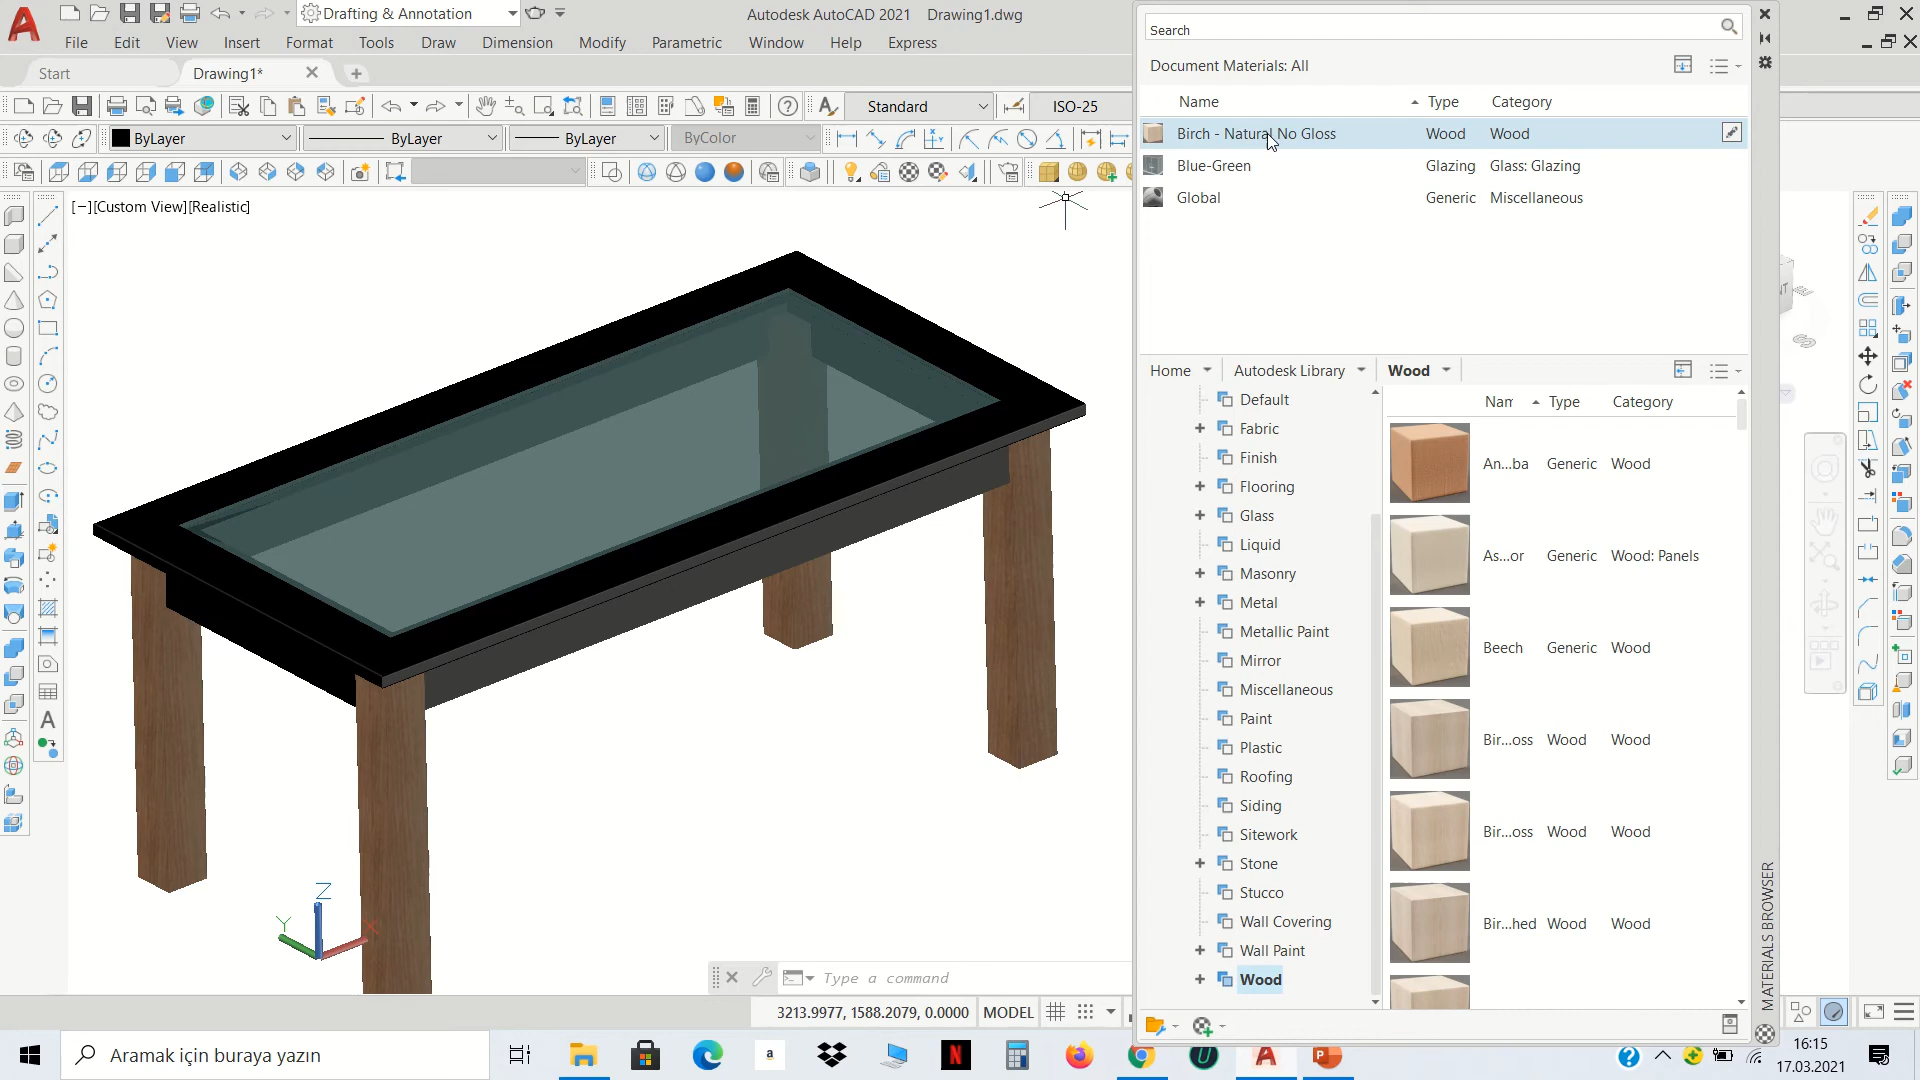 Drafting & Annotation
Autodesk AutoCAD 2021 Drawing1.dwg
File Edit View Insert Format Tools Draw Dimension Modify Parametric Window Help Express
Start
Drawing1*
Standard
ISO-25
ByLayer
ByLayer
ByLayer
ByColor
[−][Custom View][Realistic]
Z
Y
X
Type a command
3213.9977, 1588.2079, 0.0000 MODEL
Search
Document Materials: All
Name Type Category
Birch - Natural No Gloss Wood Wood
Blue-Green Glazing Glass: Glazing
Global Generic Miscellaneous
Home Autodesk Library Wood
Default
Fabric
Finish
Flooring
Glass
Liquid
Masonry
Metal
Metallic Paint
Mirror
Miscellaneous
Paint
Plastic
Roofing
Siding
Sitework
Stone
Stucco
Wall Covering
Wall Paint
Wood
Nam Type Category
An...ba Generic Wood
As...or Generic Wood: Panels
Beech Generic Wood
Bir...oss Wood Wood
Bir...oss Wood Wood
Bir...hed Wood Wood
MATERIALS BROWSER
Aramak için buraya yazın
16:15
17.03.2021